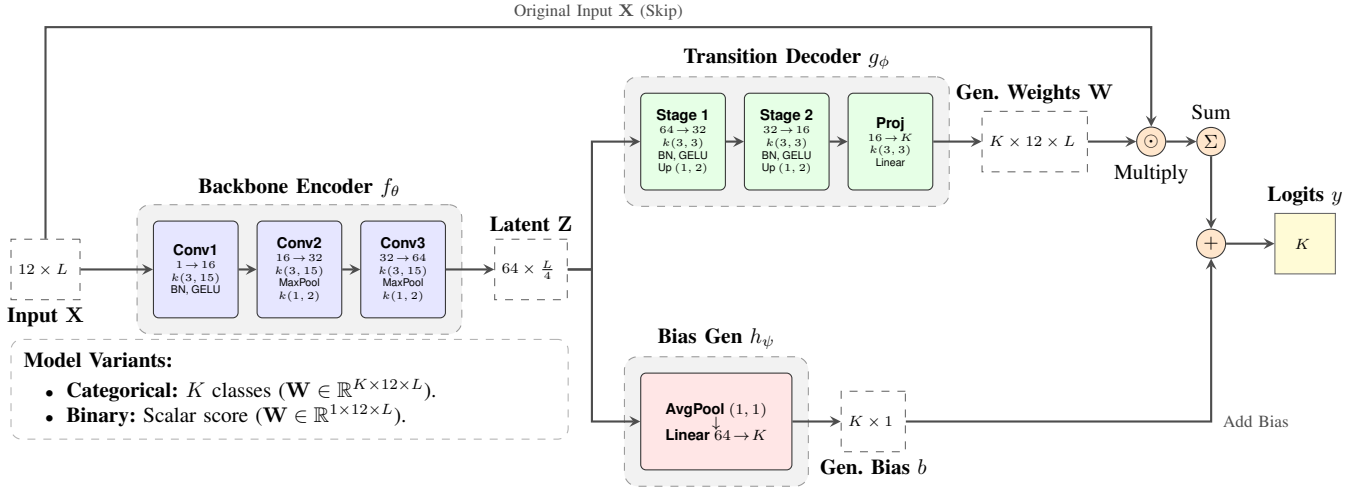 Original Input X (Skip)
Transition Decoder gϕ
Stage 1
64 → 32
k(3, 3)
BN, GELU
Up (1, 2)
Stage 2
32 → 16
k(3, 3)
BN, GELU
Up (1, 2)
Proj
16 → K
k(3, 3)
Linear
Gen. Weights W
K × 12 × L
⊙
Multiply
Sum
Σ
Backbone Encoder fθ
Conv1
1 → 16
k(3, 15)
BN, GELU
Conv2
16 → 32
k(3, 15)
MaxPool
k(1, 2)
Conv3
32 → 64
k(3, 15)
MaxPool
k(1, 2)
Latent Z
64 × L/4
12 × L
Input X
+
Logits y
K
Model Variants:
• Categorical: K classes (W ∈ ℝ^{K×12×L}).
• Binary: Scalar score (W ∈ ℝ^{1×12×L}).
Bias Gen hψ
AvgPool (1, 1)
↓
Linear 64 → K
K × 1
Gen. Bias b
Add Bias